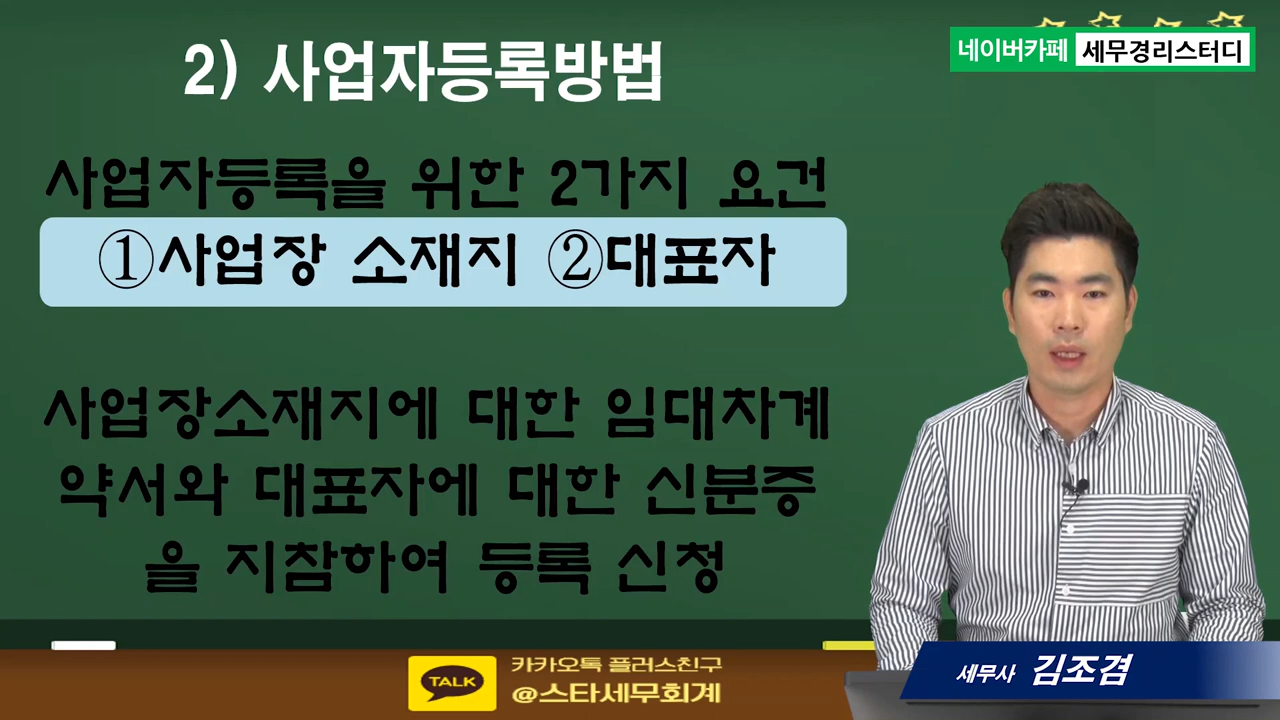 2) 사업자등록방법
네이버카페 세무경리스터디
사업자등록을 위한 2가지 요건
①사업장 소재지 ②대표자
사업장소재지에 대한 임대차계
약서와 대표자에 대한 신분증
을 지참하여 등록 신청
TALK
카카오톡 플러스친구
@스타세무회계
세무사 김조겸